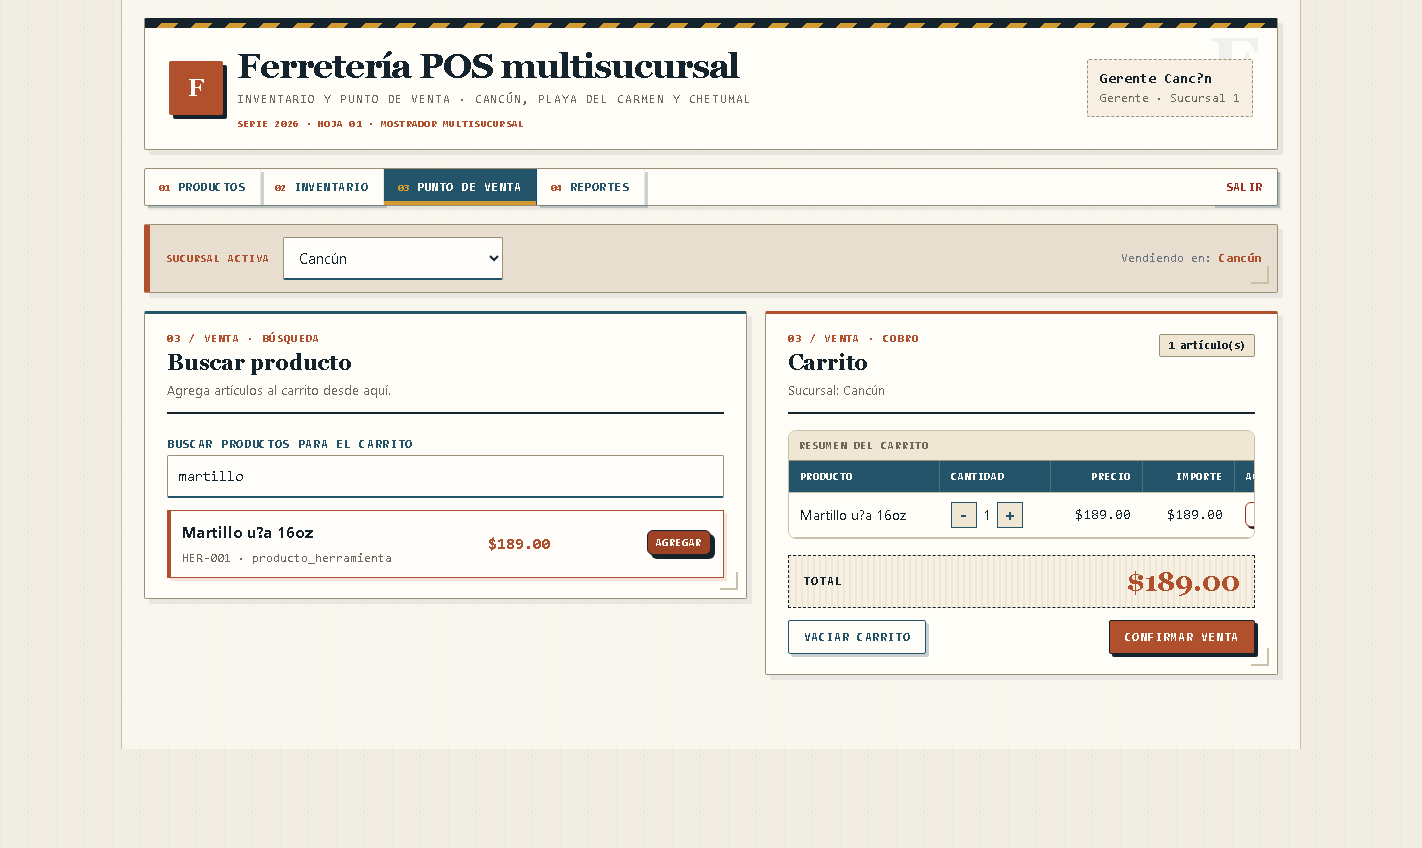 F
F
Ferretería POS multisucursal
INVENTARIO Y PUNTO DE VENTA · CANCÚN, PLAYA DEL CARMEN Y CHETUMAL
SERIE 2026 · HOJA 01 · MOSTRADOR MULTISUCURSAL
Gerente Canc?n
Gerente · Sucursal 1
01 PRODUCTOS
02 INVENTARIO
03 PUNTO DE VENTA
04 REPORTES
SALIR
SUCURSAL ACTIVA
Cancún
Vendiendo en: Cancún
03 / VENTA · BÚSQUEDA
Buscar producto
Agrega artículos al carrito desde aquí.
BUSCAR PRODUCTOS PARA EL CARRITO
martillo
Martillo u?a 16oz
HER-001 · producto_herramienta
$189.00
AGREGAR
03 / VENTA · COBRO
Carrito
Sucursal: Cancún
1 artículo(s)
RESUMEN DEL CARRITO
PRODUCTO CANTIDAD PRECIO IMPORTE
Martillo u?a 16oz - 1 + $189.00 $189.00
TOTAL $189.00
VACIAR CARRITO
CONFIRMAR VENTA